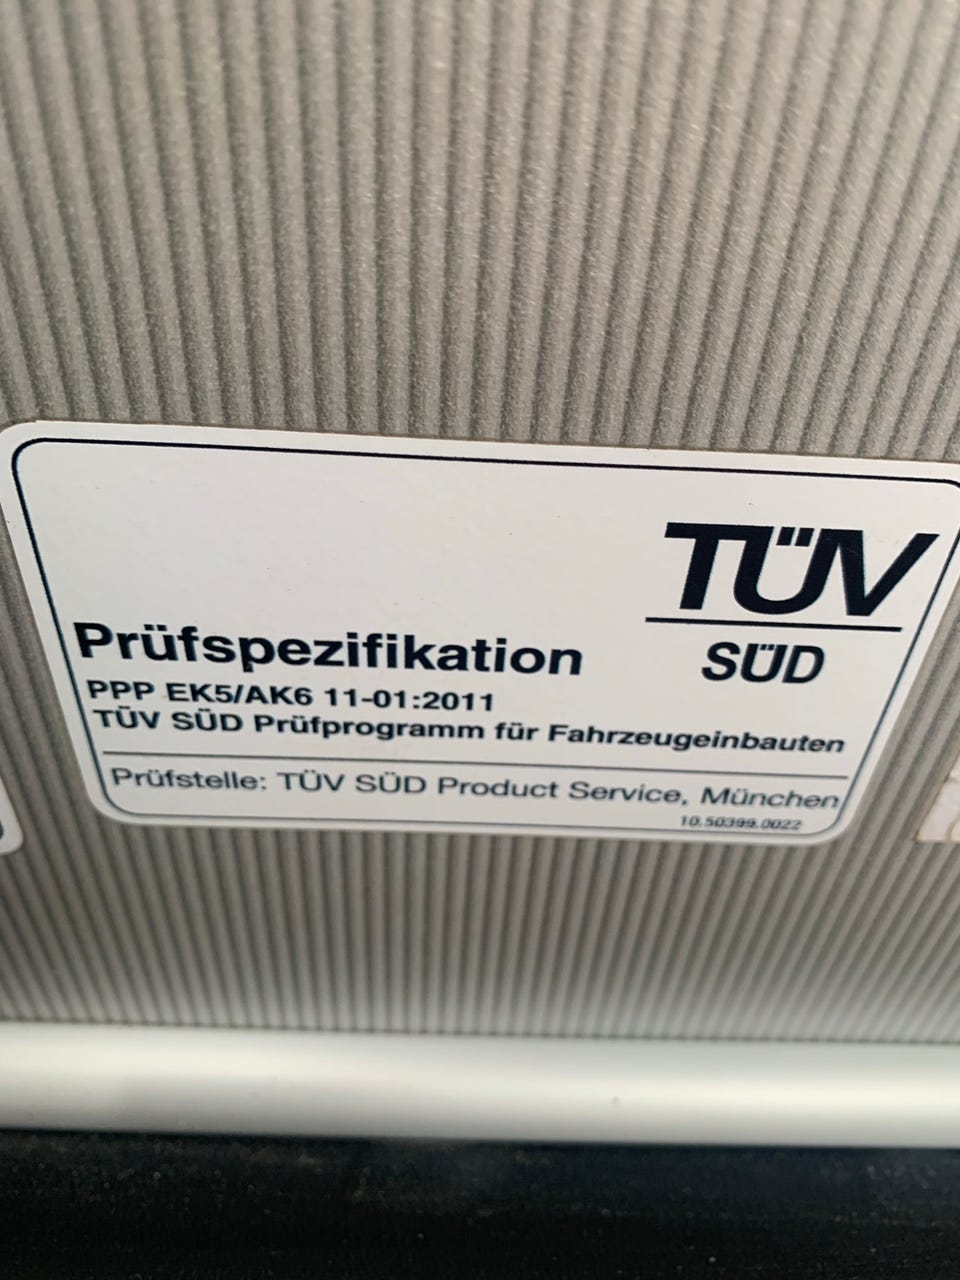 TÜV
SÜD
Prüfspezifikation
PPP EK5/AK6 11-01:2011
TÜV SÜD Prüfprogramm für Fahrzeugeinbauten
Prüfstelle: TÜV SÜD Product Service, München
10.50399.0022